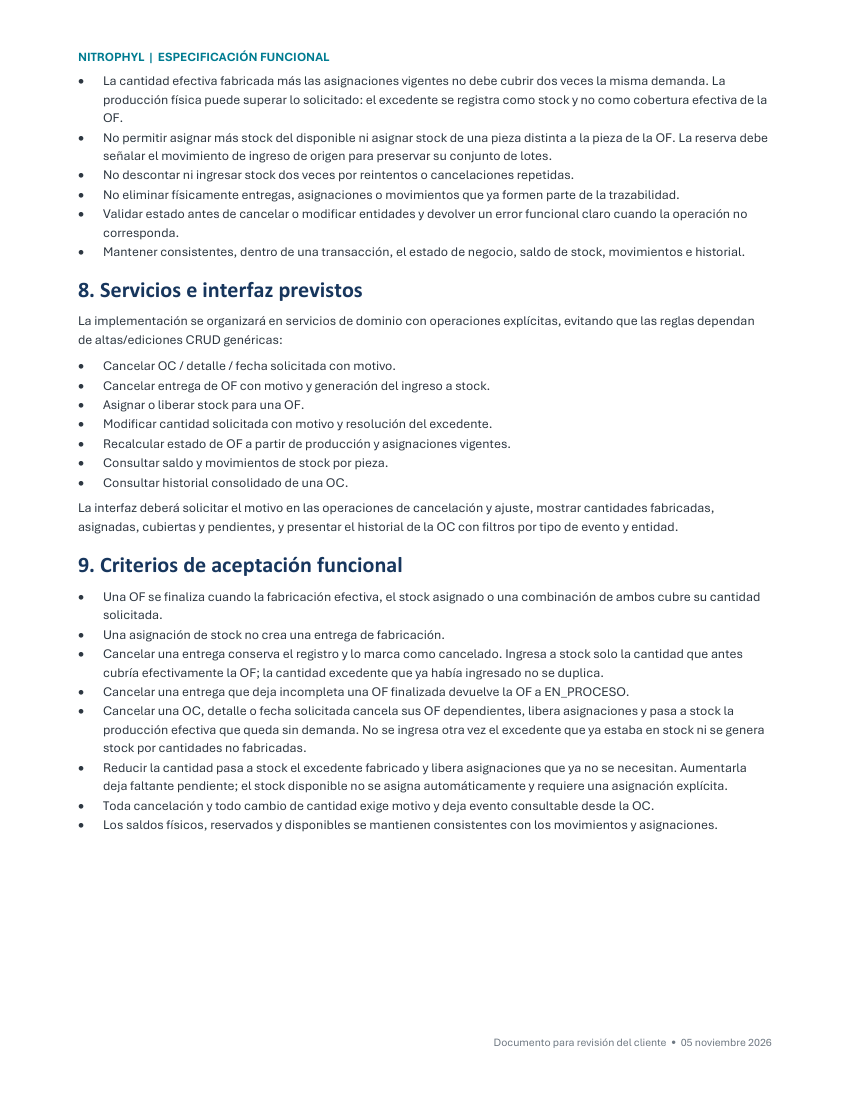 NITROPHYL | ESPECIFICACIÓN FUNCIONAL
• La cantidad efectiva fabricada más las asignaciones vigentes no debe cubrir dos veces la misma demanda. La
producción física puede superar lo solicitado: el excedente se registra como stock y no como cobertura efectiva de la
OF.
• No permitir asignar más stock del disponible ni asignar stock de una pieza distinta a la pieza de la OF. La reserva debe
señalar el movimiento de ingreso de origen para preservar su conjunto de lotes.
• No descontar ni ingresar stock dos veces por reintentos o cancelaciones repetidas.
• No eliminar físicamente entregas, asignaciones o movimientos que ya formen parte de la trazabilidad.
• Validar estado antes de cancelar o modificar entidades y devolver un error funcional claro cuando la operación no
corresponda.
• Mantener consistentes, dentro de una transacción, el estado de negocio, saldo de stock, movimientos e historial.
8. Servicios e interfaz previstos
La implementación se organizará en servicios de dominio con operaciones explícitas, evitando que las reglas dependan
de altas/ediciones CRUD genéricas:
• Cancelar OC / detalle / fecha solicitada con motivo.
• Cancelar entrega de OF con motivo y generación del ingreso a stock.
• Asignar o liberar stock para una OF.
• Modificar cantidad solicitada con motivo y resolución del excedente.
• Recalcular estado de OF a partir de producción y asignaciones vigentes.
• Consultar saldo y movimientos de stock por pieza.
• Consultar historial consolidado de una OC.
La interfaz deberá solicitar el motivo en las operaciones de cancelación y ajuste, mostrar cantidades fabricadas,
asignadas, cubiertas y pendientes, y presentar el historial de la OC con filtros por tipo de evento y entidad.
9. Criterios de aceptación funcional
• Una OF se finaliza cuando la fabricación efectiva, el stock asignado o una combinación de ambos cubre su cantidad
solicitada.
• Una asignación de stock no crea una entrega de fabricación.
• Cancelar una entrega conserva el registro y lo marca como cancelado. Ingresa a stock solo la cantidad que antes
cubría efectivamente la OF; la cantidad excedente que ya había ingresado no se duplica.
• Cancelar una entrega que deja incompleta una OF finalizada devuelve la OF a EN_PROCESO.
• Cancelar una OC, detalle o fecha solicitada cancela sus OF dependientes, libera asignaciones y pasa a stock la
producción efectiva que queda sin demanda. No se ingresa otra vez el excedente que ya estaba en stock ni se genera
stock por cantidades no fabricadas.
• Reducir la cantidad pasa a stock el excedente fabricado y libera asignaciones que ya no se necesitan. Aumentarla
deja faltante pendiente; el stock disponible no se asigna automáticamente y requiere una asignación explícita.
• Toda cancelación y todo cambio de cantidad exige motivo y deja evento consultable desde la OC.
• Los saldos físicos, reservados y disponibles se mantienen consistentes con los movimientos y asignaciones.
Documento para revisión del cliente • 05 noviembre 2026